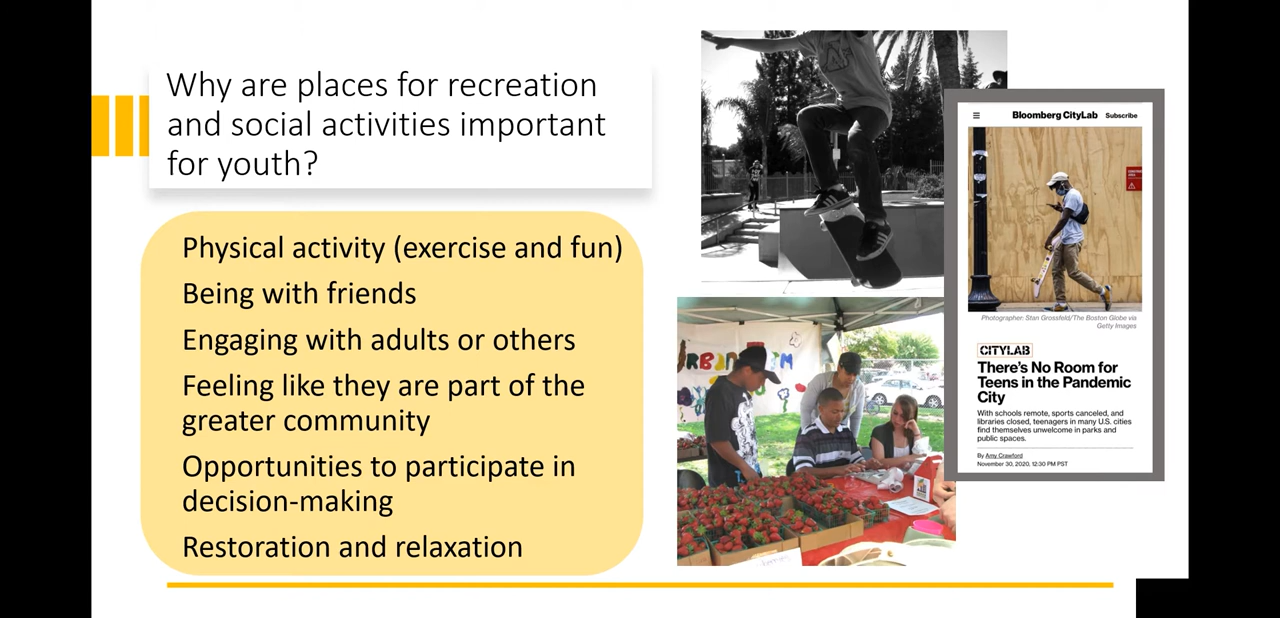 Why are places for recreation
and social activities important
for youth?
Physical activity (exercise and fun)
Being with friends
Engaging with adults or others
Feeling like they are part of the
greater community
Opportunities to participate in
decision-making
Restoration and relaxation
Bloomberg CityLab Subscribe
Photographer: Stan Grossfeld/The Boston Globe via
Getty Images
CITYLAB
There's No Room for
Teens in the Pandemic
City
With schools remote, sports canceled, and
libraries closed, teenagers in many U.S. cities
find themselves unwelcome in parks and
public spaces.
By Amy Crawford
November 30, 2020, 12:30 PM PST